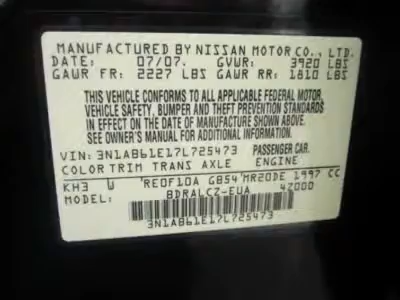 MANUFACTURED BY NISSAN MOTOR CO., LTD.
DATE: 07/07. GVWR: 3920 LBS
GAWR FR: 2227 LBS GAWR RR: 1810 LBS
THIS VEHICLE CONFORMS TO ALL APPLICABLE FEDERAL MOTOR
VEHICLE SAFETY, BUMPER AND THEFT PREVENTION STANDARDS
IN EFFECT ON THE DATE OF MANUFACTURE SHOWN ABOVE.
SEE OWNER'S MANUAL FOR ADDITIONAL INFORMATION
VIN: 3N1AB61E17L725473 PASSENGER CAR.
COLOR TRIM TRANS AXLE ENGINE
KH3 W RE0F10A GB54 MR20DE 1997 CC
MODEL: BDRALCZ-EUA 4Z000
3N1AB61E17L725473